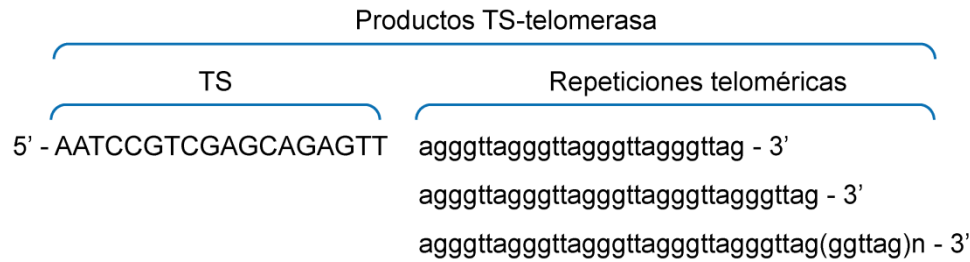 Productos TS-telomerasa
TS Repeticiones teloméricas
5’ - AATCCGTCGAGCAGAGTT agggttagggttagggttagggttag - 3’
agggttagggttagggttagggttagggttag - 3’
agggttagggttagggttagggttagggttag(ggttag)n - 3’